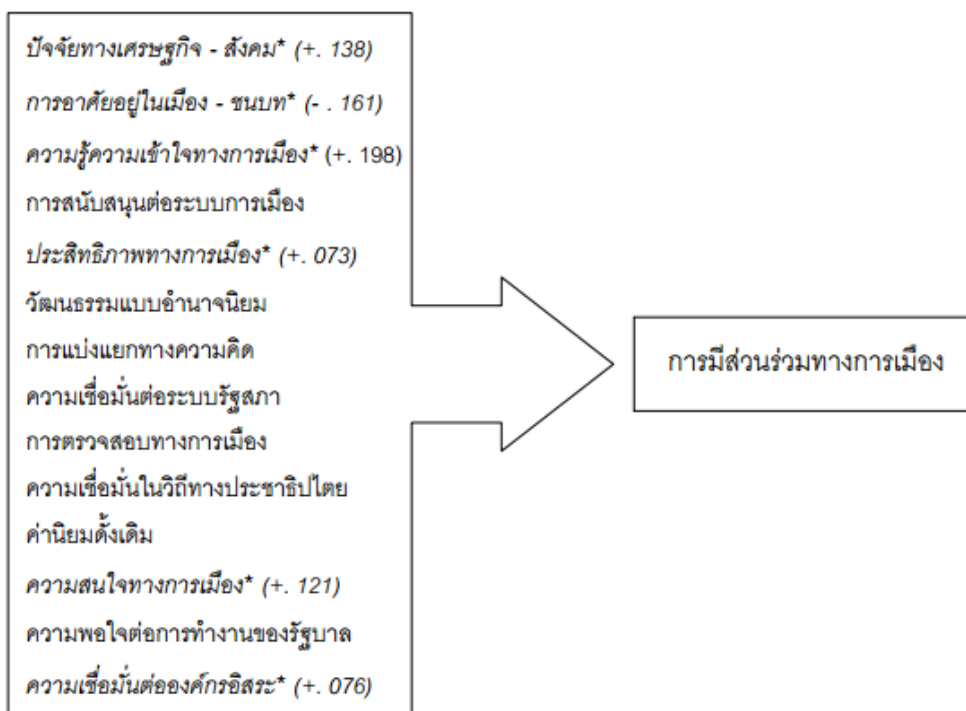 ปัจจัยทางเศรษฐกิจ - สังคม* (+. 138)
การอาศัยอยู่ในเมือง - ชนบท* (- . 161)
ความรู้ความเข้าใจทางการเมือง* (+. 198)
การสนับสนุนต่อระบบการเมือง
ประสิทธิภาพทางการเมือง* (+. 073)
วัฒนธรรมแบบอำนาจนิยม
การแบ่งแยกทางความคิด
ความเชื่อมั่นต่อระบบรัฐสภา
การตรวจสอบทางการเมือง
ความเชื่อมั่นในวิถีทางประชาธิปไตย
ค่านิยมดั้งเดิม
ความสนใจทางการเมือง* (+. 121)
ความพอใจต่อการทำงานของรัฐบาล
ความเชื่อมั่นต่อองค์กรอิสระ* (+. 076)
การมีส่วนร่วมทางการเมือง